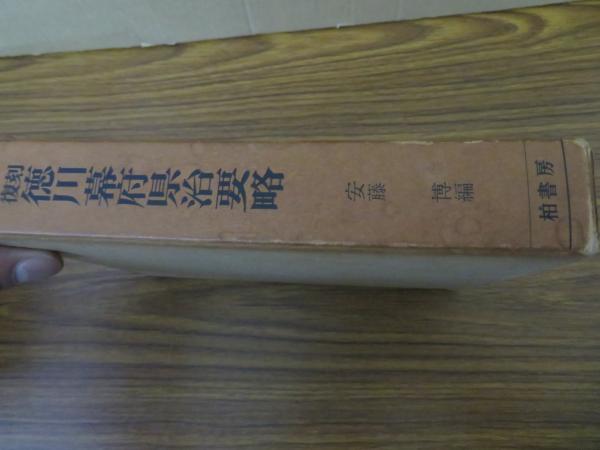 復刻
徳川幕府県治要略
安藤 博編
柏書房